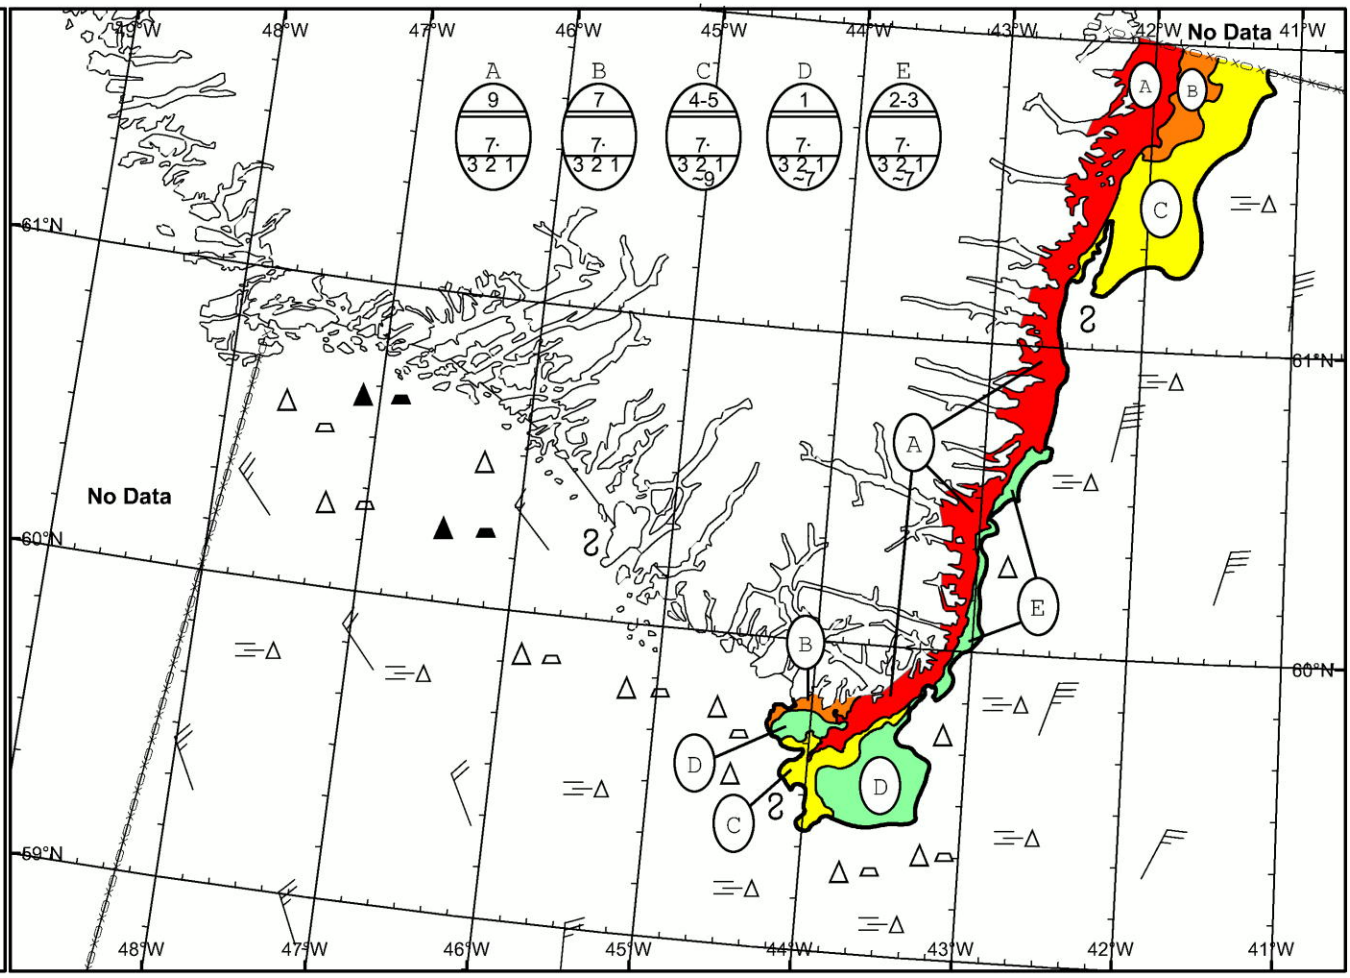 49°W 48°W 47°W 46°W 45°W 44°W 43°W 42°W No Data 41°W
A B C D E
9 7 4-5 1 2-3
7· 7· 7· 7· 7·
3 2 1 3 2 1 3 2 1 3 2 1 3 2 1
~9 ~7 ~7
A B
C
61°N
61°N
A
No Data
60°N
E
B
60°N
D
D
C
59°N
48°W 47°W 46°W 45°W 44°W 43°W 42°W 41°W